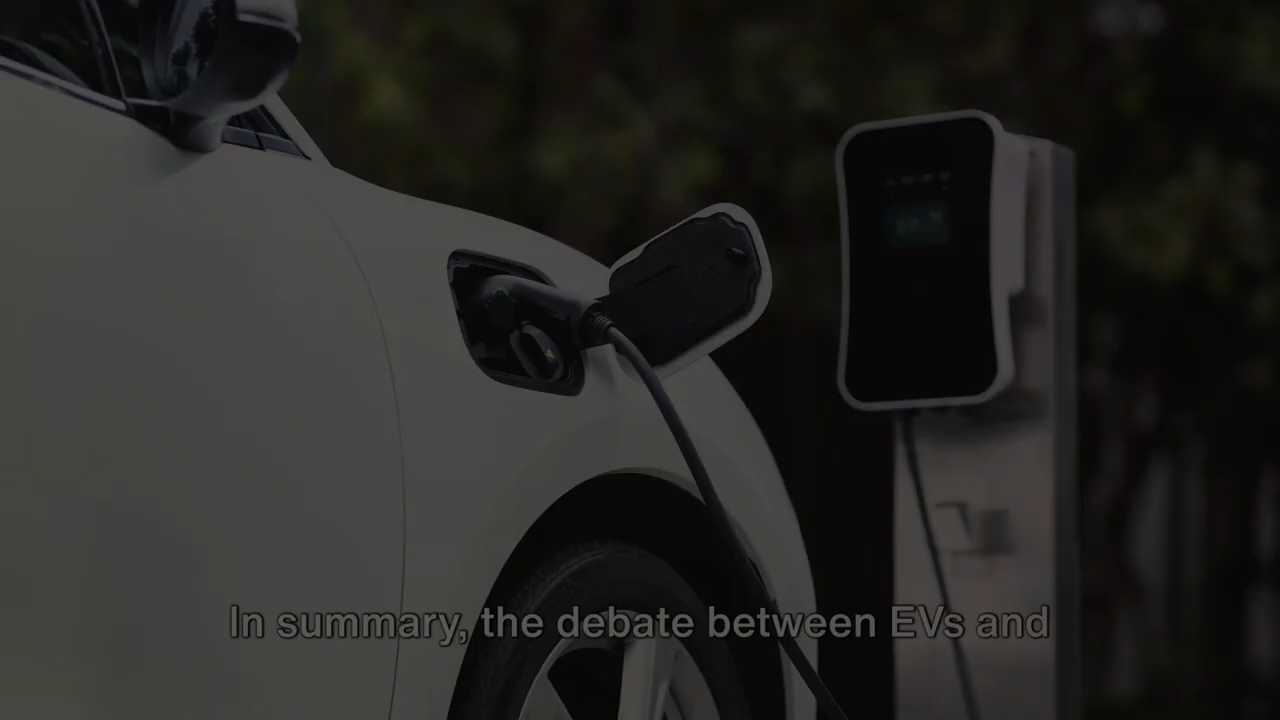 In summary, the debate between EVs and